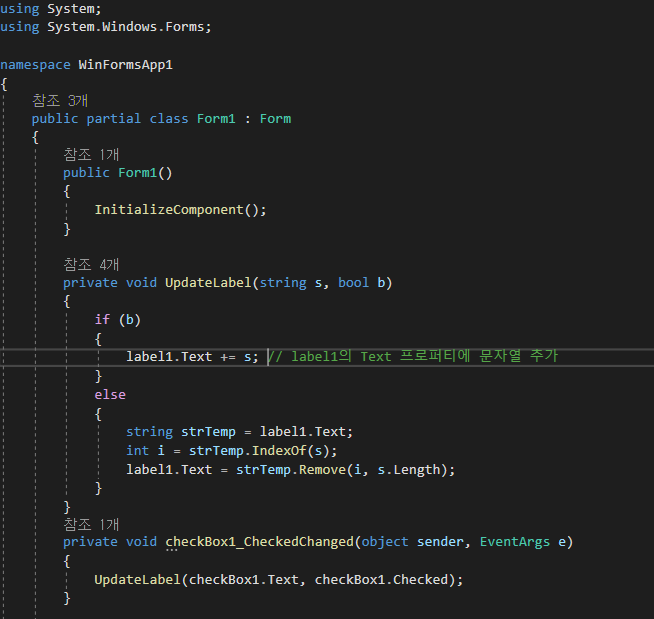 using System;
using System.Windows.Forms;
namespace WinFormsApp1
{
참조 3개
public partial class Form1 : Form
{
참조 1개
public Form1()
{
InitializeComponent();
}
참조 4개
private void UpdateLabel(string s, bool b)
{
if (b)
{
label1.Text += s; // label1의 Text 프로퍼티에 문자열 추가
}
else
{
string strTemp = label1.Text;
int i = strTemp.IndexOf(s);
label1.Text = strTemp.Remove(i, s.Length);
}
}
참조 1개
private void checkBox1_CheckedChanged(object sender, EventArgs e)
{
UpdateLabel(checkBox1.Text, checkBox1.Checked);
}